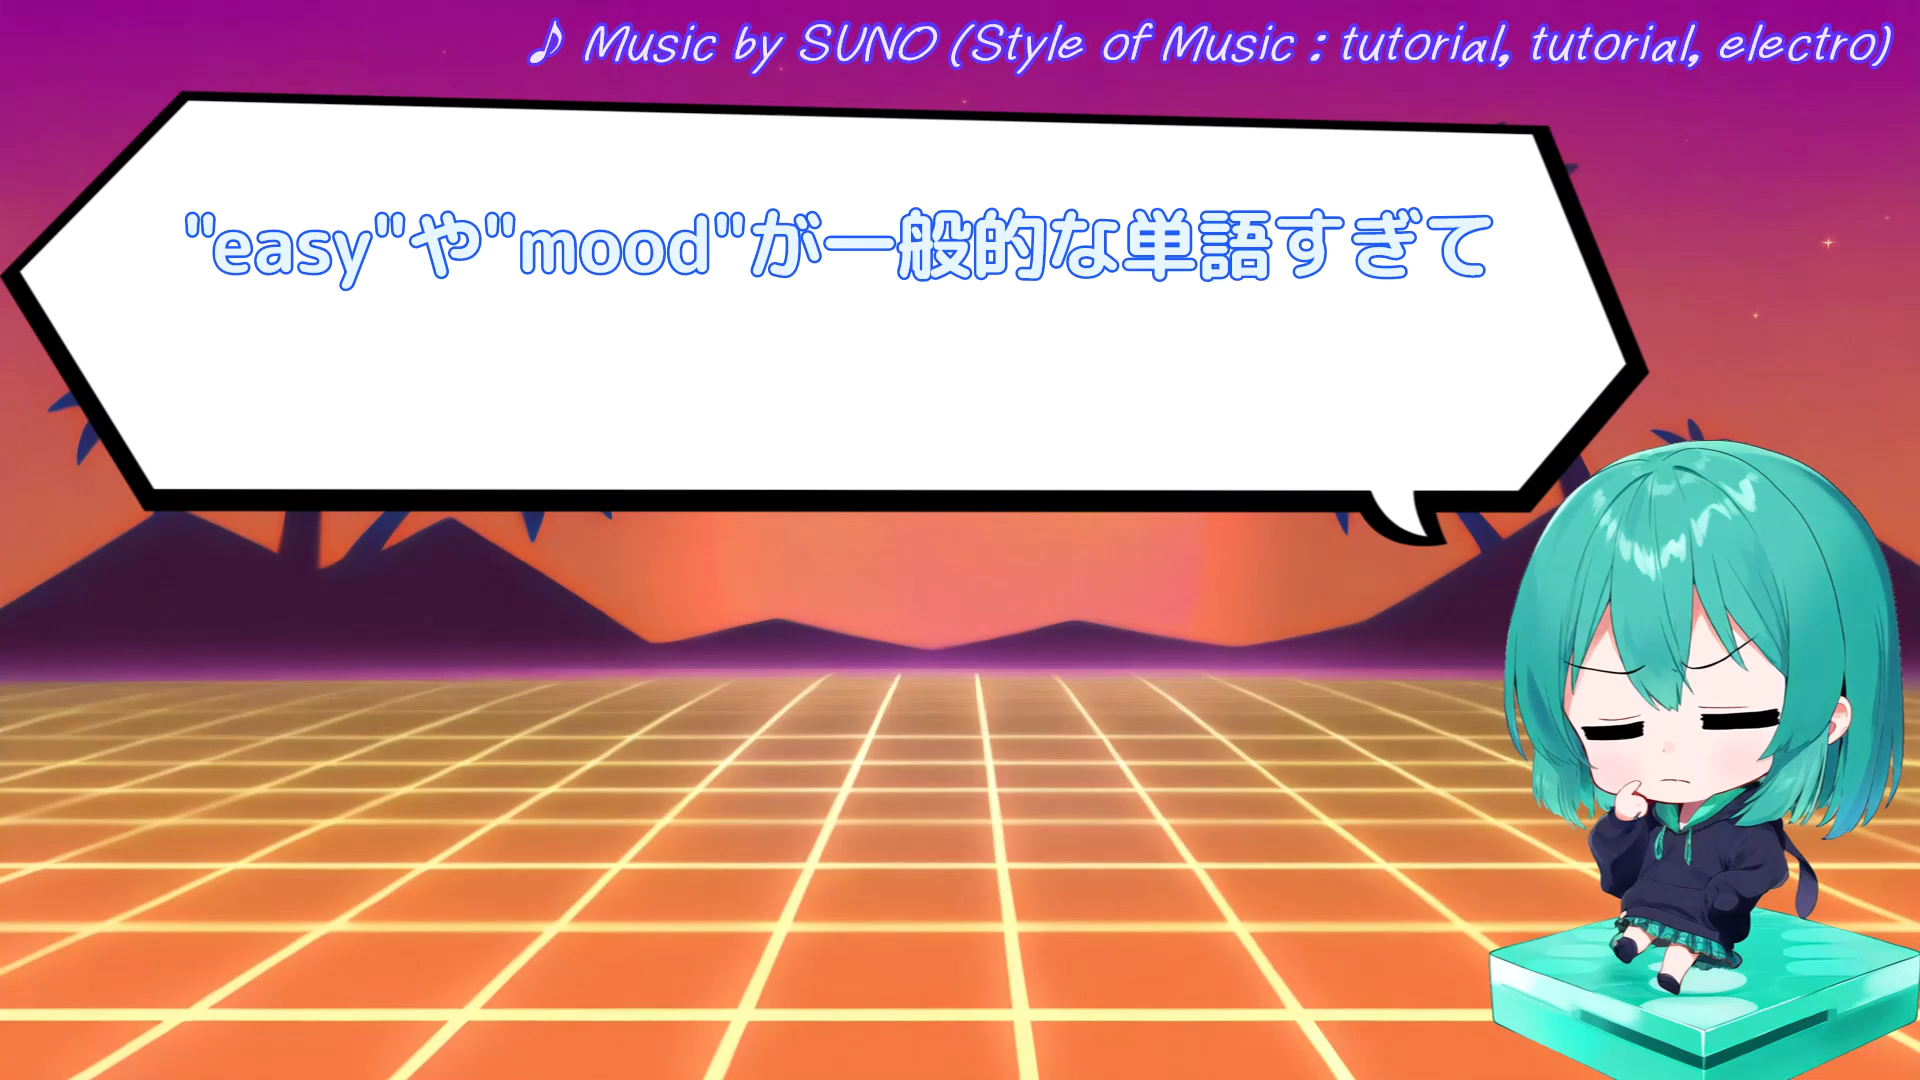 ♪ Music by SUNO (Style of Music : tutorial, tutorial, electro)
"easy"や"mood"が一般的な単語すぎて